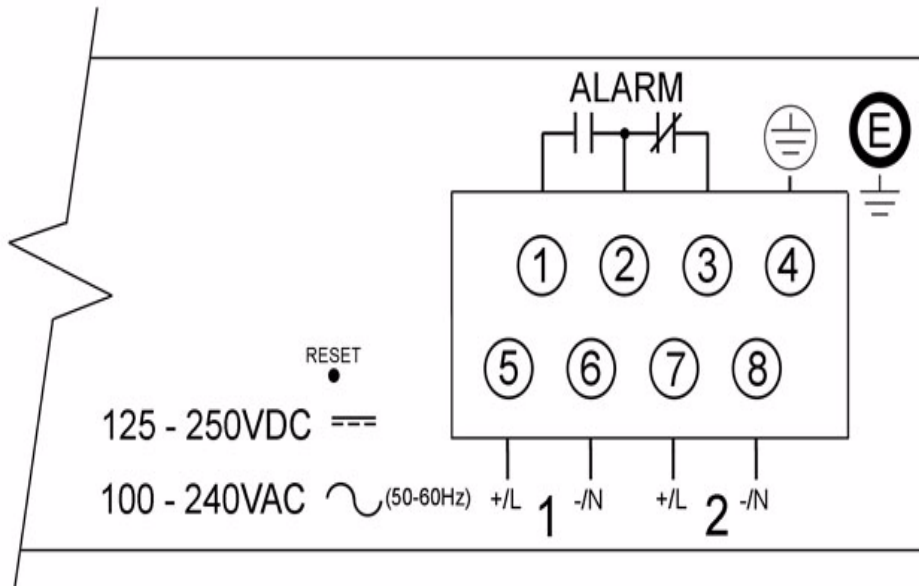 ALARM
E
1 2 3 4
5 6 7 8
RESET
125 - 250VDC
100 - 240VAC (50-60Hz) +/L 1 -/N +/L 2 -/N